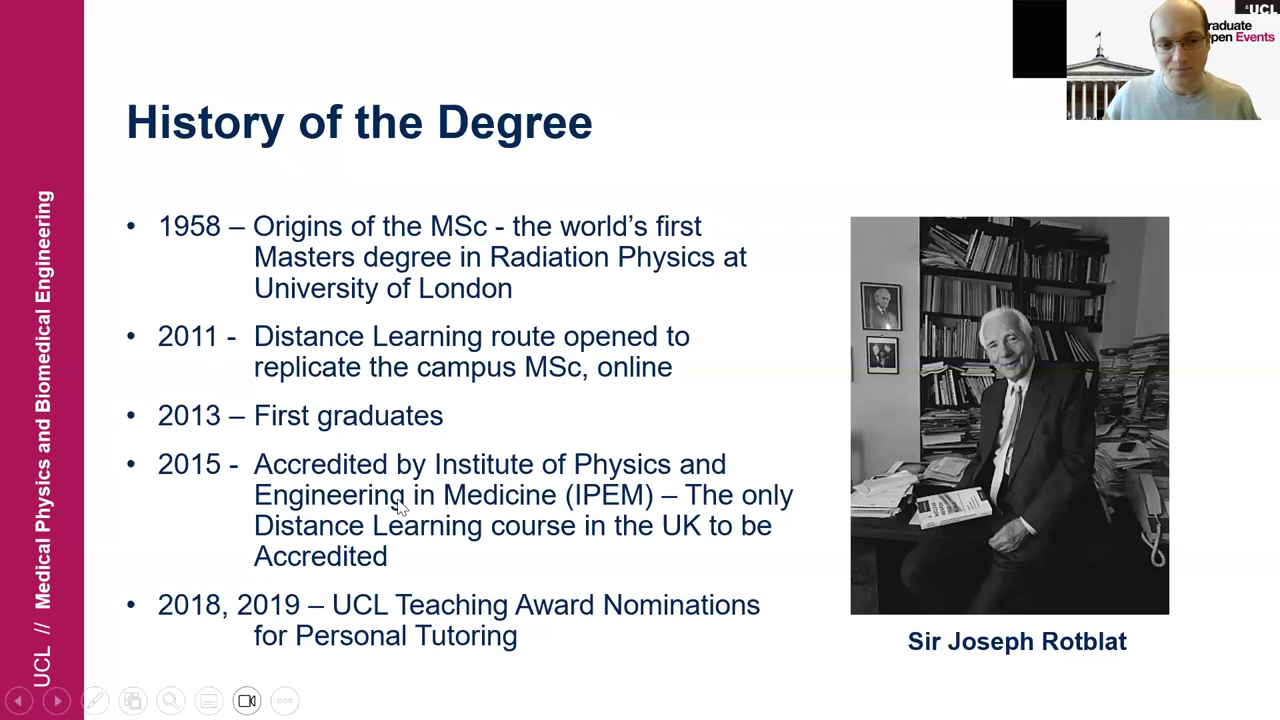 UCL
raduate
pen Events
History of the Degree
• 1958 – Origins of the MSc - the world’s first
Masters degree in Radiation Physics at
University of London
• 2011 - Distance Learning route opened to
replicate the campus MSc, online
• 2013 – First graduates
• 2015 - Accredited by Institute of Physics and
Engineering in Medicine (IPEM) – The only
Distance Learning course in the UK to be
Accredited
• 2018, 2019 – UCL Teaching Award Nominations
for Personal Tutoring
Sir Joseph Rotblat
UCL // Medical Physics and Biomedical Engineering